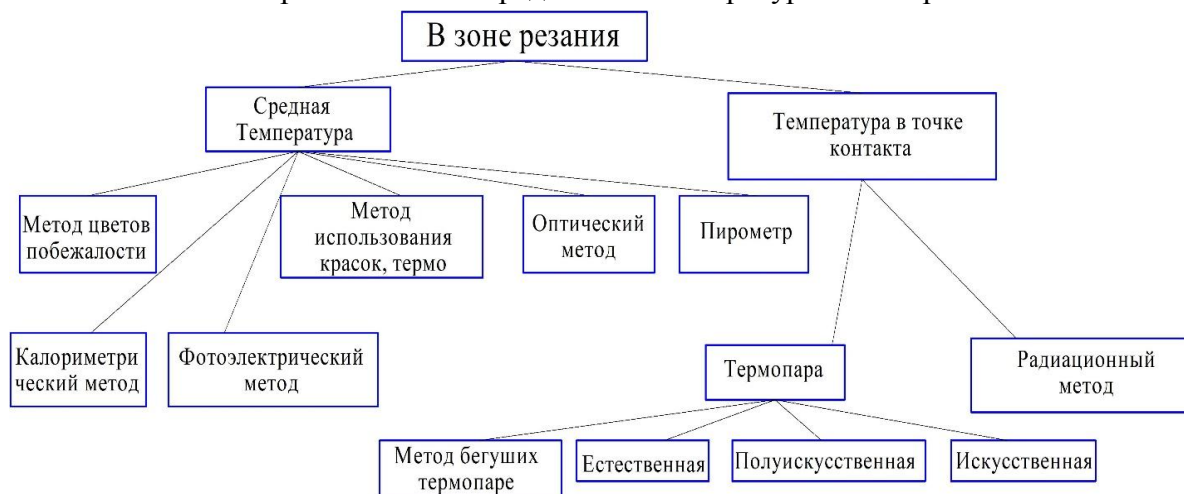 В зоне резания
Средная
Температура
Температура в точке
контакта
Метод цветов
побежалости
Метод
использования
красок, термо
Оптический
метод
Пирометр
Калориметри
ческий метод
Фотоэлектрический
метод
Термопара
Радиационный
метод
Метод бегуших
термопаре
Естественная
Полуискусственная
Искусственная